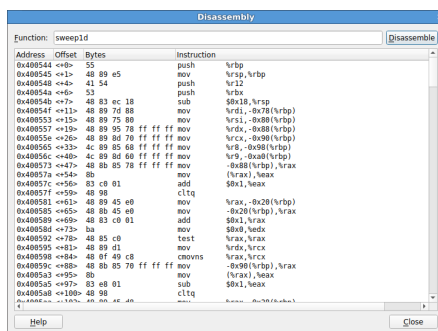 Disassembly
Function: sweep1d Disassemble
Address Offset Bytes Instruction
0x400544 <+0> 55 push %rbp
0x400545 <+1> 48 89 e5 mov %rsp,%rbp
0x400548 <+4> 41 54 push %r12
0x40054a <+6> 53 push %rbx
0x40054b <+7> 48 83 ec 18 sub $0x18,%rsp
0x40054f <+11> 48 89 7d 88 mov %rdi,-0x78(%rbp)
0x400553 <+15> 48 89 75 80 mov %rsi,-0x80(%rbp)
0x400557 <+19> 48 89 95 78 ff ff ff mov %rdx,-0x88(%rbp)
0x40055e <+26> 48 89 8d 70 ff ff ff mov %rcx,-0x90(%rbp)
0x400565 <+33> 4c 89 85 68 ff ff ff mov %r8,-0x98(%rbp)
0x40056c <+40> 4c 89 8d 60 ff ff ff mov %r9,-0xa0(%rbp)
0x400573 <+47> 48 8b 85 78 ff ff ff mov -0x88(%rbp),%rax
0x40057a <+54> 8b mov (%rax),%eax
0x40057c <+56> 83 c0 01 add $0x1,%eax
0x40057f <+59> 48 98 cltq
0x400581 <+61> 48 89 45 e0 mov %rax,-0x20(%rbp)
0x400585 <+65> 48 8b 45 e0 mov -0x20(%rbp),%rax
0x400589 <+69> 48 83 c0 01 add $0x1,%rax
0x40058d <+73> ba mov $0x0,%edx
0x400592 <+78> 48 85 c0 test %rax,%rax
0x400595 <+81> 48 89 d1 mov %rdx,%rcx
0x400598 <+84> 48 0f 49 c8 cmovns %rax,%rcx
0x40059c <+88> 48 8b 85 70 ff ff ff mov -0x90(%rbp),%rax
0x4005a3 <+95> 8b mov (%rax),%eax
0x4005a5 <+97> 83 e8 01 sub $0x1,%eax
0x4005a8 <+100> 48 98 cltq
Help Close